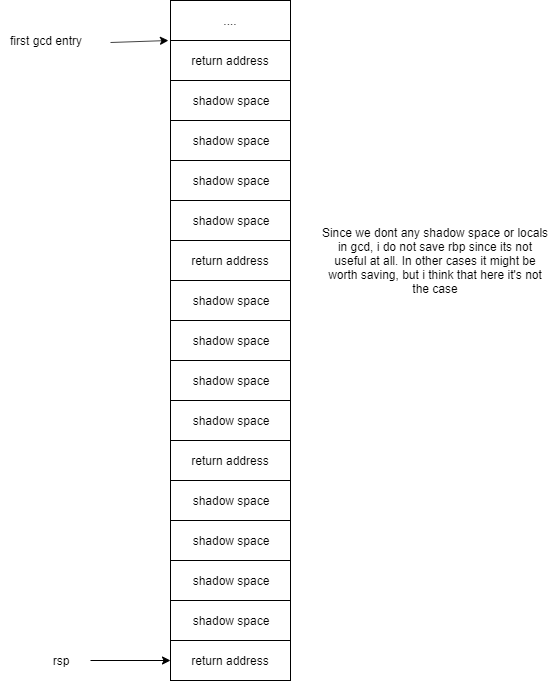 ....
first gcd entry
return address
shadow space
shadow space
shadow space
shadow space
Since we dont any shadow space or locals
in gcd, i do not save rbp since its not
useful at all. In other cases it might be
worth saving, but i think that here it's not
the case
return address
shadow space
shadow space
shadow space
shadow space
return address
shadow space
shadow space
shadow space
shadow space
rsp
return address